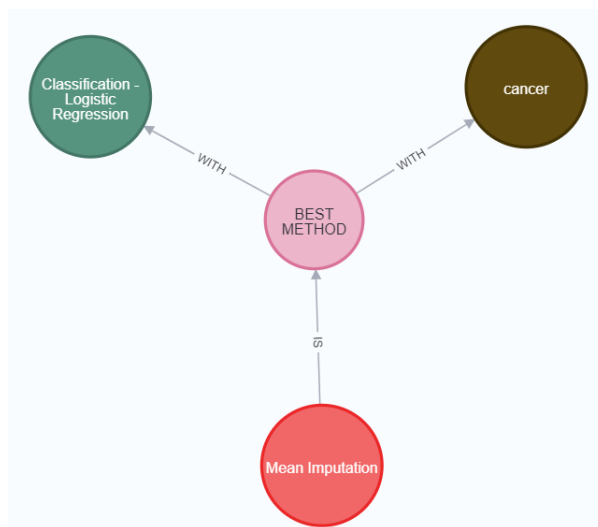 Classification -
Logistic
Regression
cancer
WITH
WITH
BEST
METHOD
IS
Mean Imputation